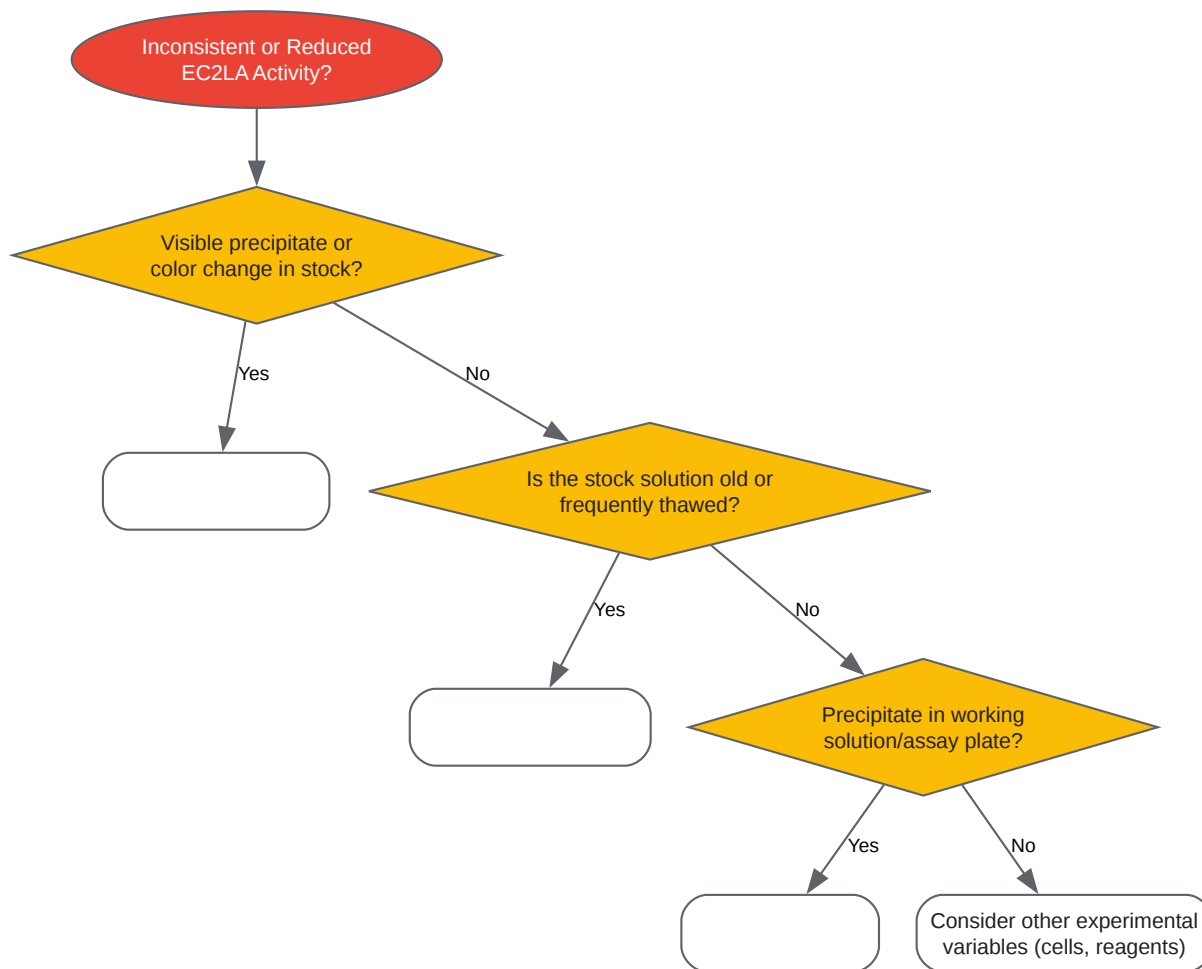 Inconsistent or Reduced
EC2LA Activity?
Visible precipitate or
color change in stock?
Yes
No
Is the stock solution old or
frequently thawed?
Yes
No
Precipitate in working
solution/assay plate?
Yes
No
Consider other experimental
variables (cells, reagents)